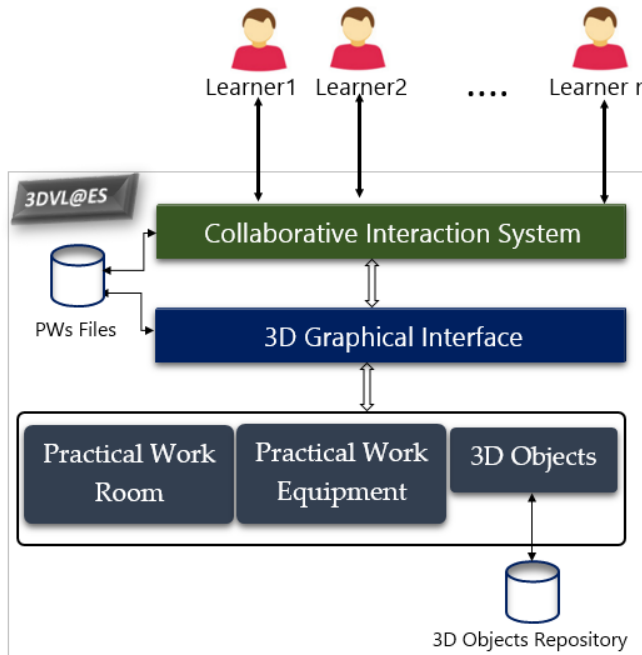 Learner1
Learner2
....
Learner n
3DVL@ES
Collaborative Interaction System
PWs Files
3D Graphical Interface
Practical Work
Room
Practical Work
Equipment
3D Objects
3D Objects Repository